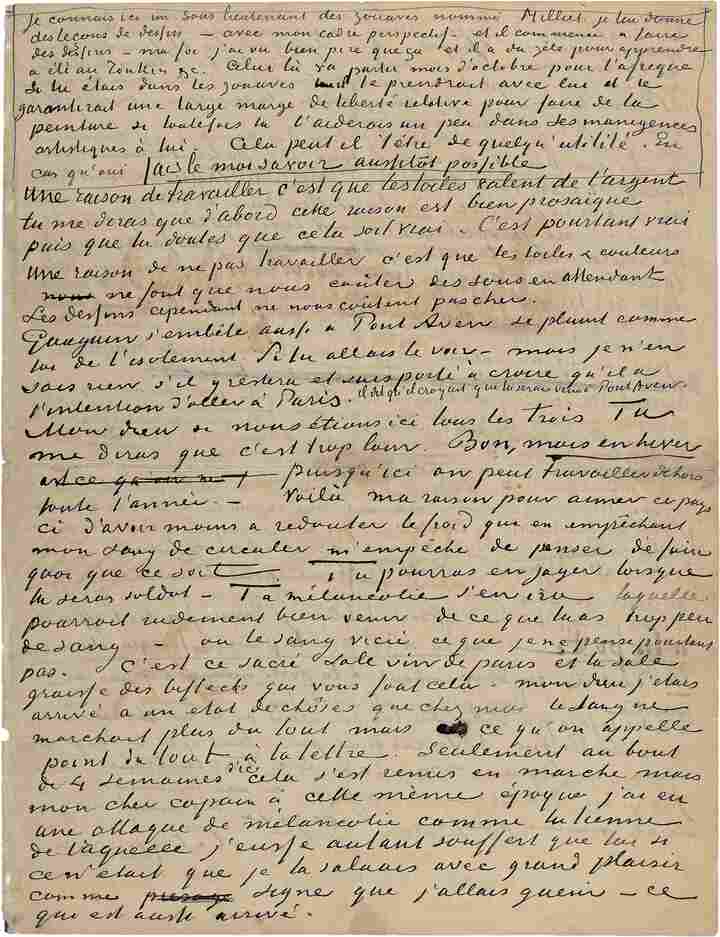 Je connais ici un sous lieutenant des zouaves nommé Milliet. je lui donne
des leçons de dessin – avec mon cadre perspectif – et il commence à faire
des dessins – ma foi j'ai vu bien pire que ça et il a du zèle pour apprendre
a été au Tonkin &c. Celui là va partir mois d'octobre pour l'afrique
Si tu étais dans les zouaves il te prendrait avec lui et te
garantirait une large marge de liberté relative pour faire de la
peinture si toutefois tu l'aiderais un peu dans ses manigances
artistiques à lui. Cela peut il t'être de quelqu'utilité. En
cas qu'oui fais le moi savoir aussitôt possible
Une raison de travailler c'est que les toiles valent de l'argent
tu me diras que d'abord cette raison est bien prosaïque
puis que tu doutes que cela soit vrai. C'est pourtant vrai
Une raison de ne pas travailler c'est que les toiles & couleurs
nous ne font que nous coûter des sous en attendant
Les dessins cependant ne nous coûtent pas cher.
Gauguin s'embête aussi à Pont Aven se plaint comme
toi de l'isolement. Si tu allais le voir – mais je n'en
sais rien s'il y restera et suis porté à croire qu'il a
l'intention d'aller à Paris. il dit qu'il croyait que tu serais venu à Pont Aven.
Mon dieu si nous étions ici tous les trois Tu
me diras que c'est trop loin. Bon, mais en hiver
est ce qu'on puisqu'ici on peut travailler dehors
toute l'année. – Voilà ma raison pour aimer ce pays
ci d'avoir moins à redouter le froid qui en empêchant
mon sang de circuler m'empêche de penser de faire
quoi que ce soit. Tu pourras en juger lorsque
tu seras soldat – Ta mélancolie s'en ira laquelle
pourrait rudement bien venir de ce que tu as trop peu
de sang – ou le sang vicié ce que je ne pense pourtant
pas. C'est ce sacré sale vin de paris et la sale
graisse des biftecks qui vous font cela – mon dieu j'étais
arrivé à un état de choses que chez moi le sang ne
marchait plus du tout mais ce qu'on appelle
point du tout à la lettre. Seulement au bout
de 4 semaines d'ici cela s'est remis en marche mais
mon cher copain à cette même époque j'ai eu
une attaque de mélancolie comme la tienne
de laquelle j'eusse autant souffert que toi si
ce n'était que je la saluais avec grand plaisir
comme signe que j'allais guérir – ce
qui est aussi arrivé.